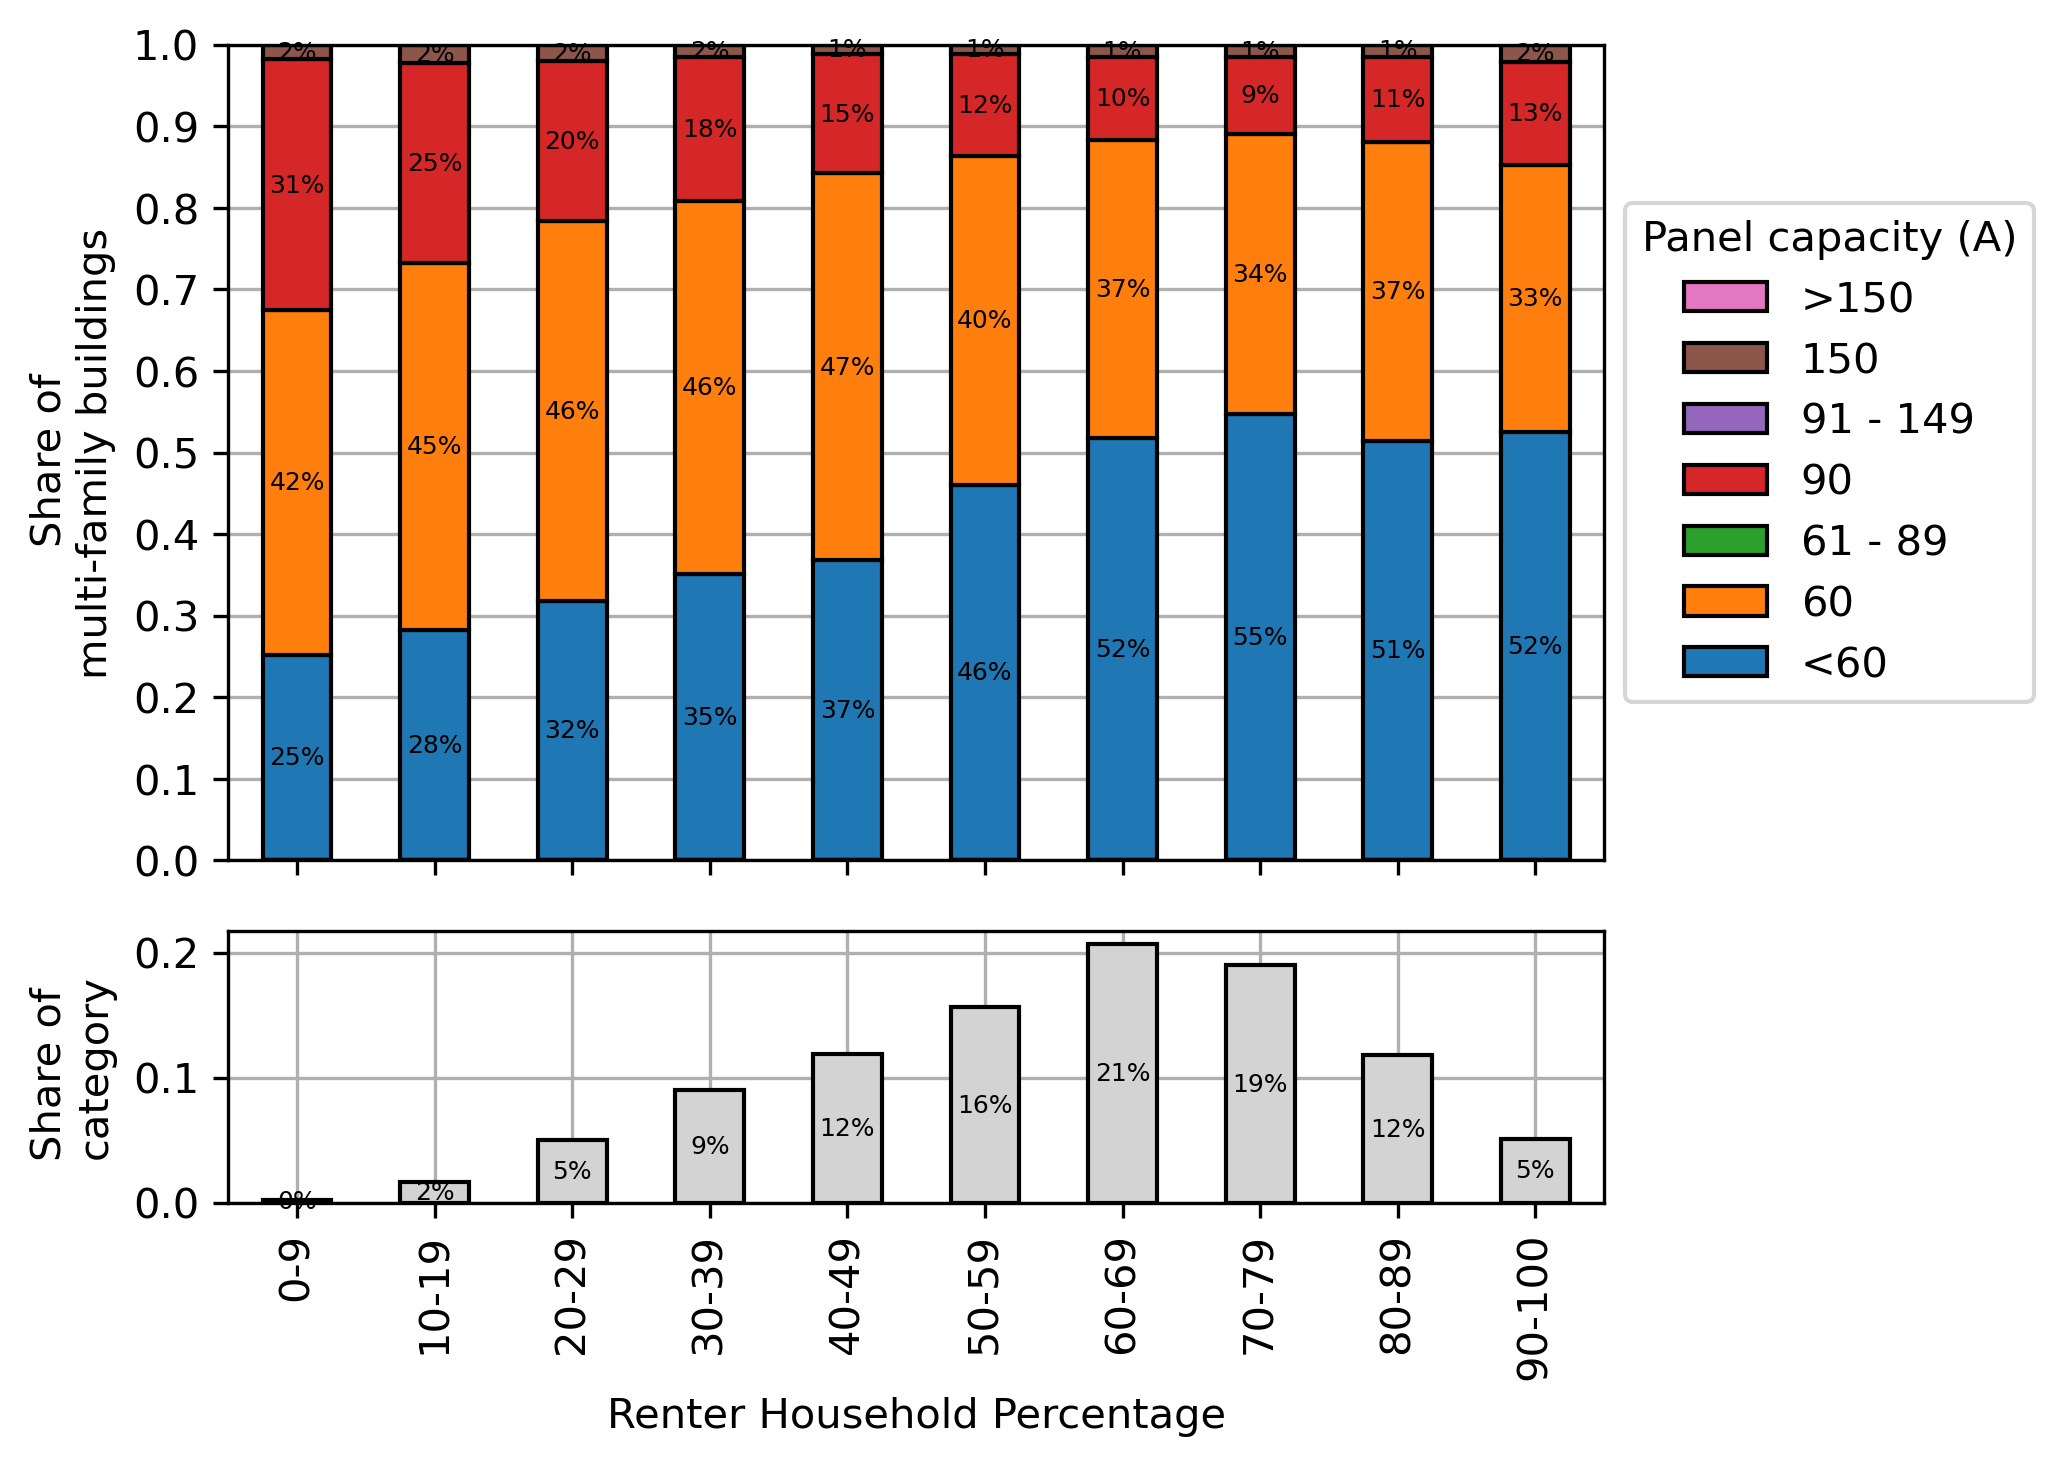 1.0
0.9
0.8
0.7
0.6
0.5
0.4
0.3
0.2
0.1
0.0
Share of
multi-family buildings
2% 2% 2% 2% 1% 1% 1% 1% 1% 2%
31% 25% 20% 18% 15% 12% 10% 9% 11% 13%
42% 45% 46% 46% 47% 40% 37% 34% 37% 33%
25% 28% 32% 35% 37% 46% 52% 55% 51% 52%
Panel capacity (A)
>150
150
91 - 149
90
61 - 89
60
<60
0.2
0.1
0.0
Share of
category
0% 2% 5% 9% 12% 16% 21% 19% 12% 5%
0-9 10-19 20-29 30-39 40-49 50-59 60-69 70-79 80-89 90-100
Renter Household Percentage